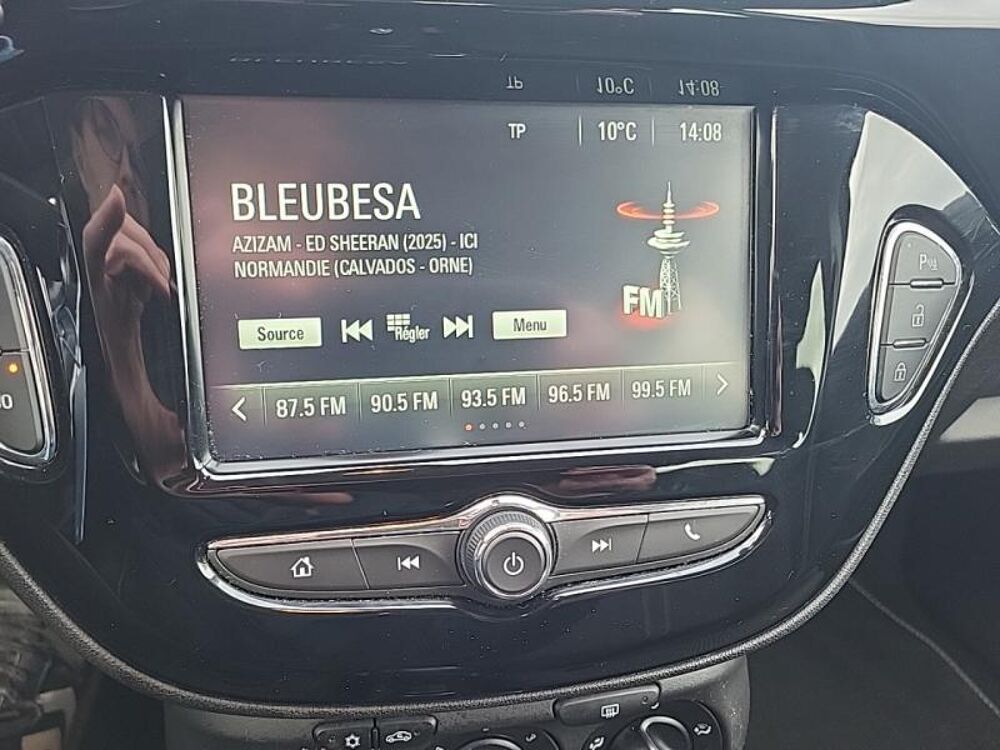 TP 10°C 14:08
BLEUBESA
AZIZAM - ED SHEERAN (2025) - ICI
NORMANDIE (CALVADOS - ORNE)
FM
Source Régler Menu
87.5 FM 90.5 FM 93.5 FM 96.5 FM 99.5 FM